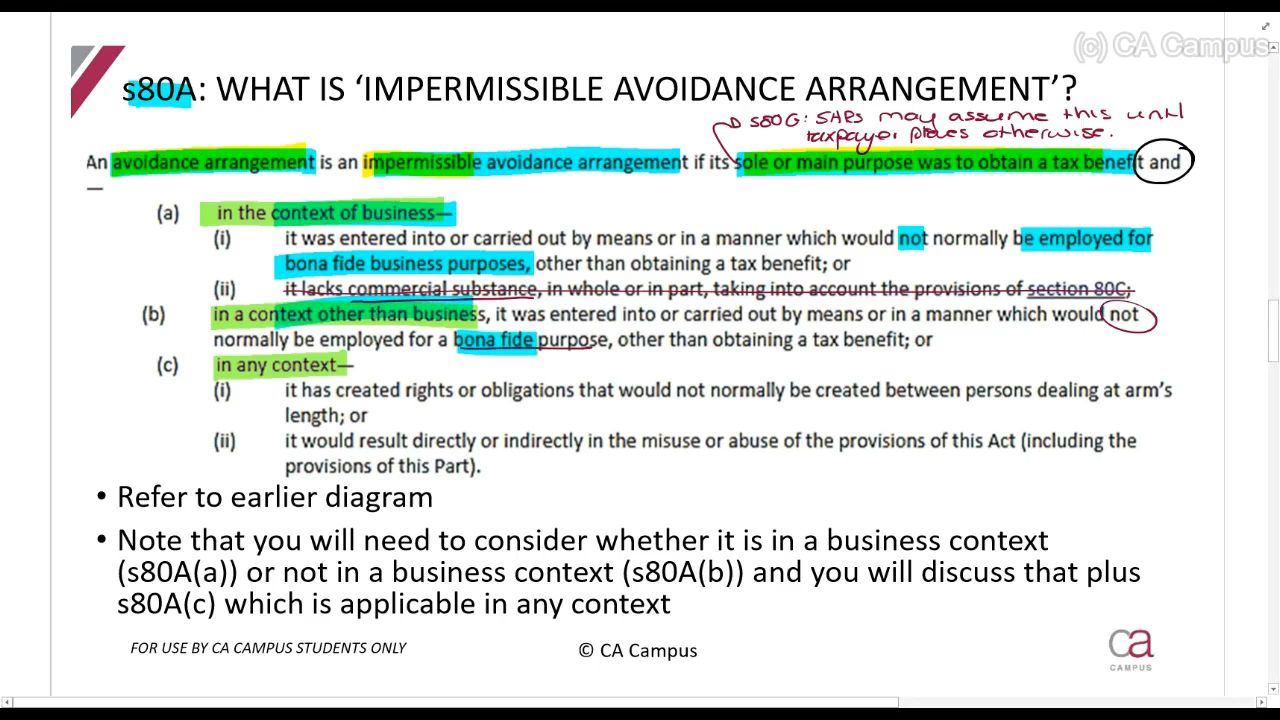 (c) CA Campus
s80A: WHAT IS ‘IMPERMISSIBLE AVOIDANCE ARRANGEMENT’?
s80G: SARS may assume this until
taxpayer proves otherwise.
An avoidance arrangement is an impermissible avoidance arrangement if its sole or main purpose was to obtain a tax benefit and
—
(a) in the context of business—
(i) it was entered into or carried out by means or in a manner which would not normally be employed for
bona fide business purposes, other than obtaining a tax benefit; or
(ii) it lacks commercial substance, in whole or in part, taking into account the provisions of section 80C;
(b) in a context other than business, it was entered into or carried out by means or in a manner which would not
normally be employed for a bona fide purpose, other than obtaining a tax benefit; or
(c) in any context—
(i) it has created rights or obligations that would not normally be created between persons dealing at arm’s
length; or
(ii) it would result directly or indirectly in the misuse or abuse of the provisions of this Act (including the
provisions of this Part).
• Refer to earlier diagram
• Note that you will need to consider whether it is in a business context
(s80A(a)) or not in a business context (s80A(b)) and you will discuss that plus
s80A(c) which is applicable in any context
FOR USE BY CA CAMPUS STUDENTS ONLY
© CA Campus
ca
CAMPUS